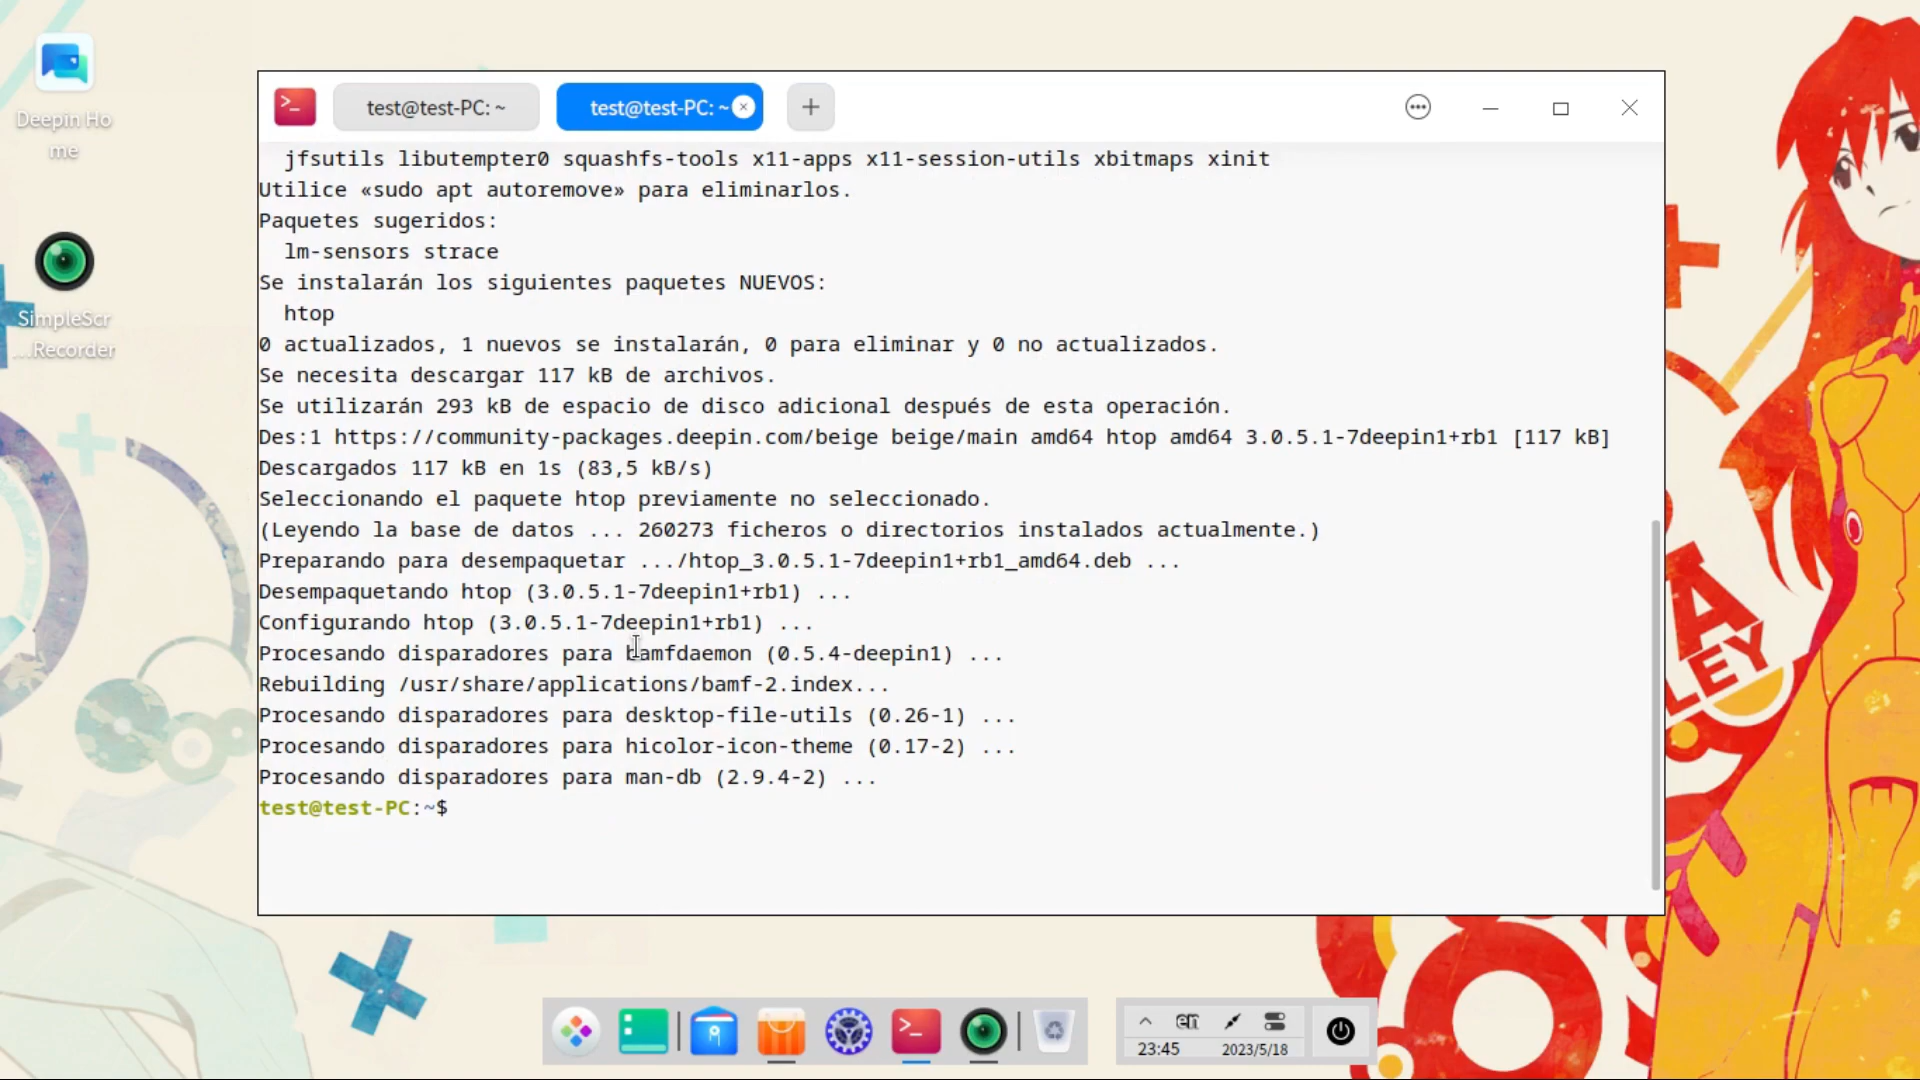 Deepin Ho
me
SimpleScr
...Recorder
>_
test@test-PC: ~
test@test-PC: ~
jfsutils libutempter0 squashfs-tools x11-apps x11-session-utils xbitmaps xinit
Utilice «sudo apt autoremove» para eliminarlos.
Paquetes sugeridos:
lm-sensors strace
Se instalarán los siguientes paquetes NUEVOS:
htop
0 actualizados, 1 nuevos se instalarán, 0 para eliminar y 0 no actualizados.
Se necesita descargar 117 kB de archivos.
Se utilizarán 293 kB de espacio de disco adicional después de esta operación.
Des:1 https://community-packages.deepin.com/beige beige/main amd64 htop amd64 3.0.5.1-7deepin1+rb1 [117 kB]
Descargados 117 kB en 1s (83,5 kB/s)
Seleccionando el paquete htop previamente no seleccionado.
(Leyendo la base de datos ... 260273 ficheros o directorios instalados actualmente.)
Preparando para desempaquetar .../htop_3.0.5.1-7deepin1+rb1_amd64.deb ...
Desempaquetando htop (3.0.5.1-7deepin1+rb1) ...
Configurando htop (3.0.5.1-7deepin1+rb1) ...
Procesando disparadores para bamfdaemon (0.5.4-deepin1) ...
Rebuilding /usr/share/applications/bamf-2.index...
Procesando disparadores para desktop-file-utils (0.26-1) ...
Procesando disparadores para hicolor-icon-theme (0.17-2) ...
Procesando disparadores para man-db (2.9.4-2) ...
test@test-PC:~$
A
LEY
>_
en
23:45
2023/5/18